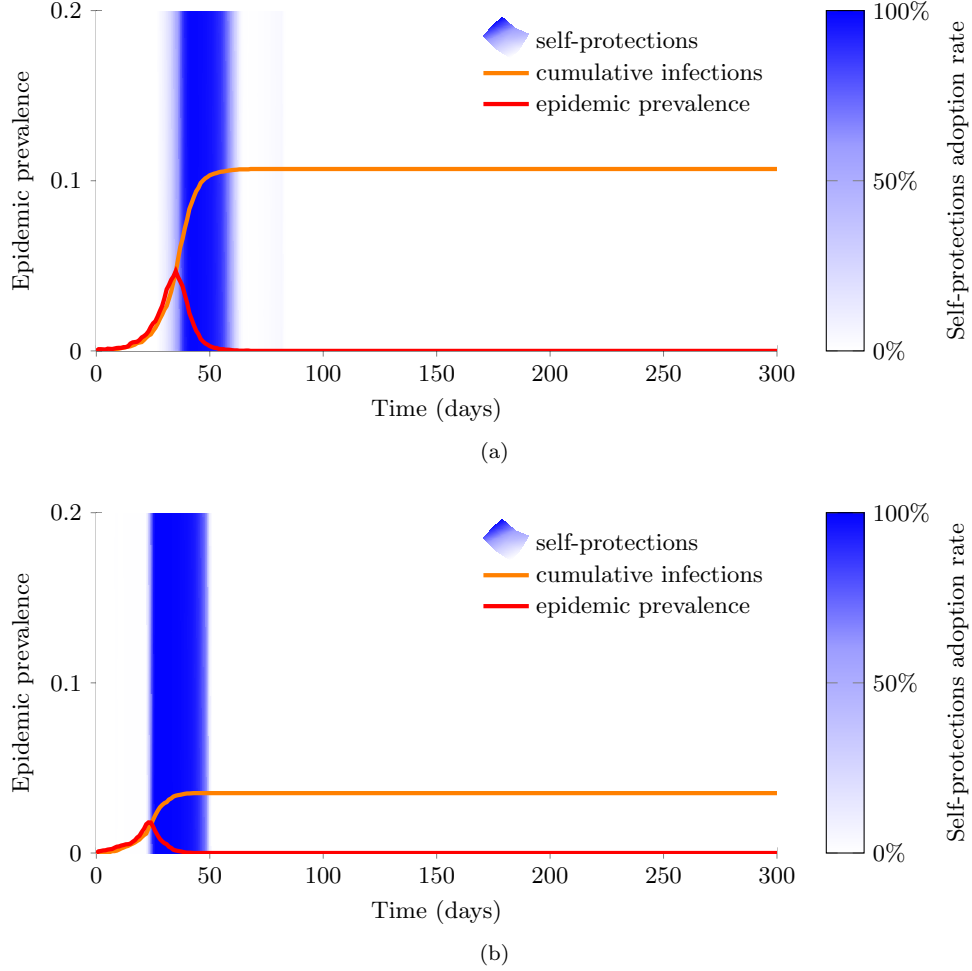 0.2
0.1
0
Epidemic prevalence
self-protections
cumulative infections
epidemic prevalence
0 50 100 150 200 250 300
Time (days)
100%
50%
0%
Self-protections adoption rate
(a)
0.2
0.1
0
Epidemic prevalence
self-protections
cumulative infections
epidemic prevalence
0 50 100 150 200 250 300
Time (days)
100%
50%
0%
Self-protections adoption rate
(b)